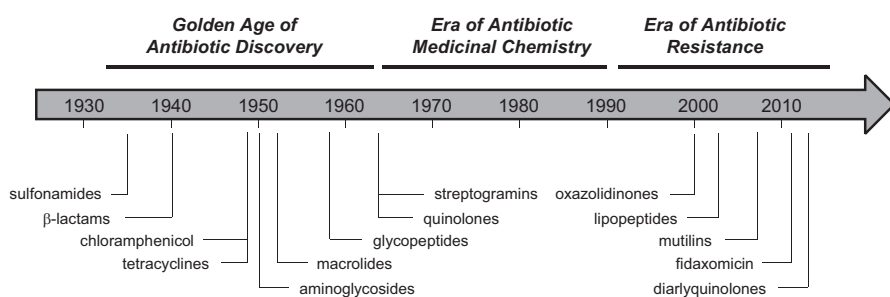 Golden Age of
Antibiotic Discovery
Era of Antibiotic
Medicinal Chemistry
Era of Antibiotic
Resistance
1930 1940 1950 1960 1970 1980 1990 2000 2010
sulfonamides streptogramins oxazolidinones
β-lactams quinolones lipopeptides
chloramphenicol glycopeptides mutilins
tetracyclines macrolides fidaxomicin
aminoglycosides diarlyquinolones